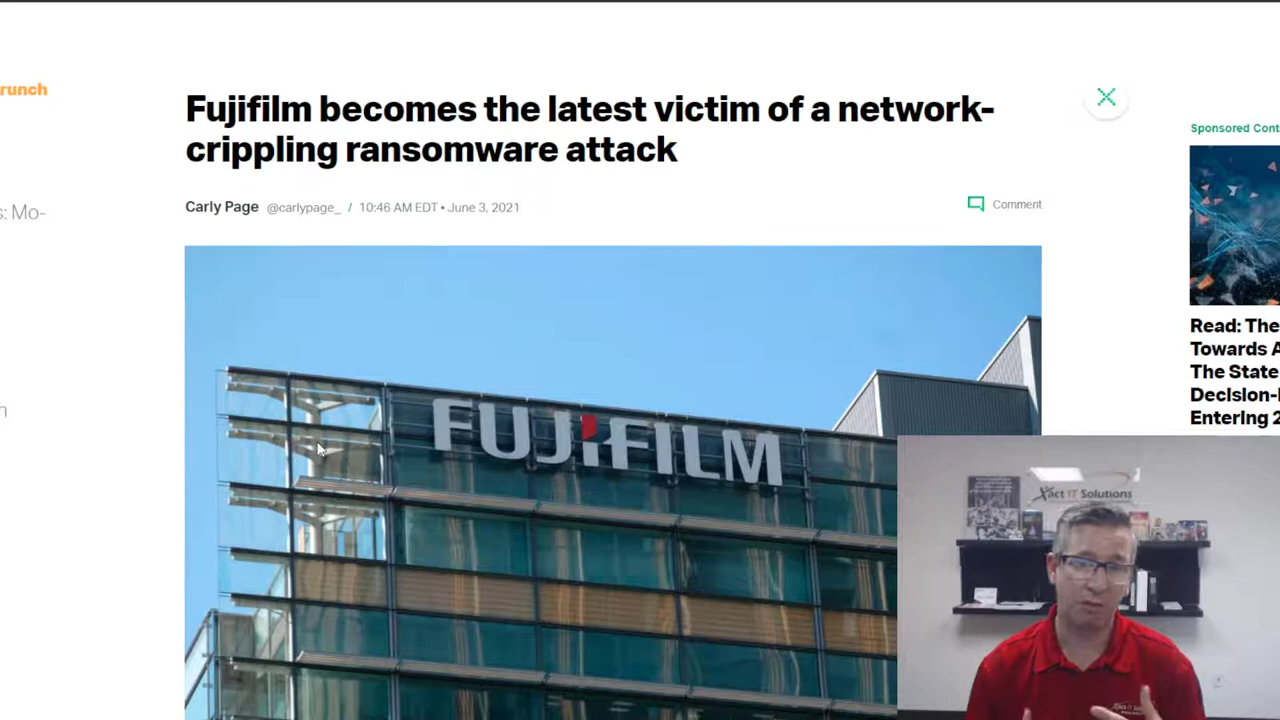 runch
Fujifilm becomes the latest victim of a network-
crippling ransomware attack
Carly Page @carlypage_ / 10:46 AM EDT • June 3, 2021
Comment
s: Mo-
Sponsored Cont
Read: The
Towards A
The State
Decision-
Entering 2
FUJIFILM
Xact IT Solutions